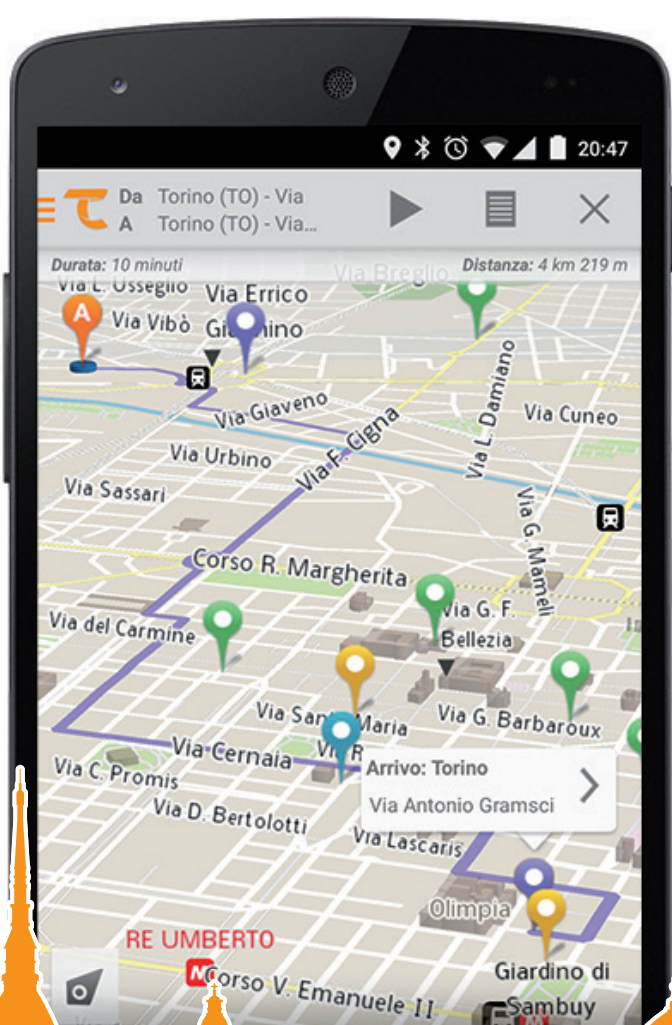 20:47
Da Torino (TO) - Via
A Torino (TO) - Via...
Durata: 10 minuti
Distanza: 4 km 219 m
Via Breglio
Via L. Usseglio
Via Errico
Giachino
A
Via Vibò
Via L. Damiano
Via Giaveno
Via Cuneo
Via F. Cigna
Via Urbino
Via Sassari
Via G. Mameli
Corso R. Margherita
Via G. F.
Bellezia
Via del Carmine
Via Santa Maria
Via G. Barbaroux
Via Cernaia
Via C. Promis
Arrivo: Torino
Via Antonio Gramsci
Via D. Bertolotti
Via Lascaris
Olimpia
RE UMBERTO
M
Corso V. Emanuele II
Giardino di
Sambuy